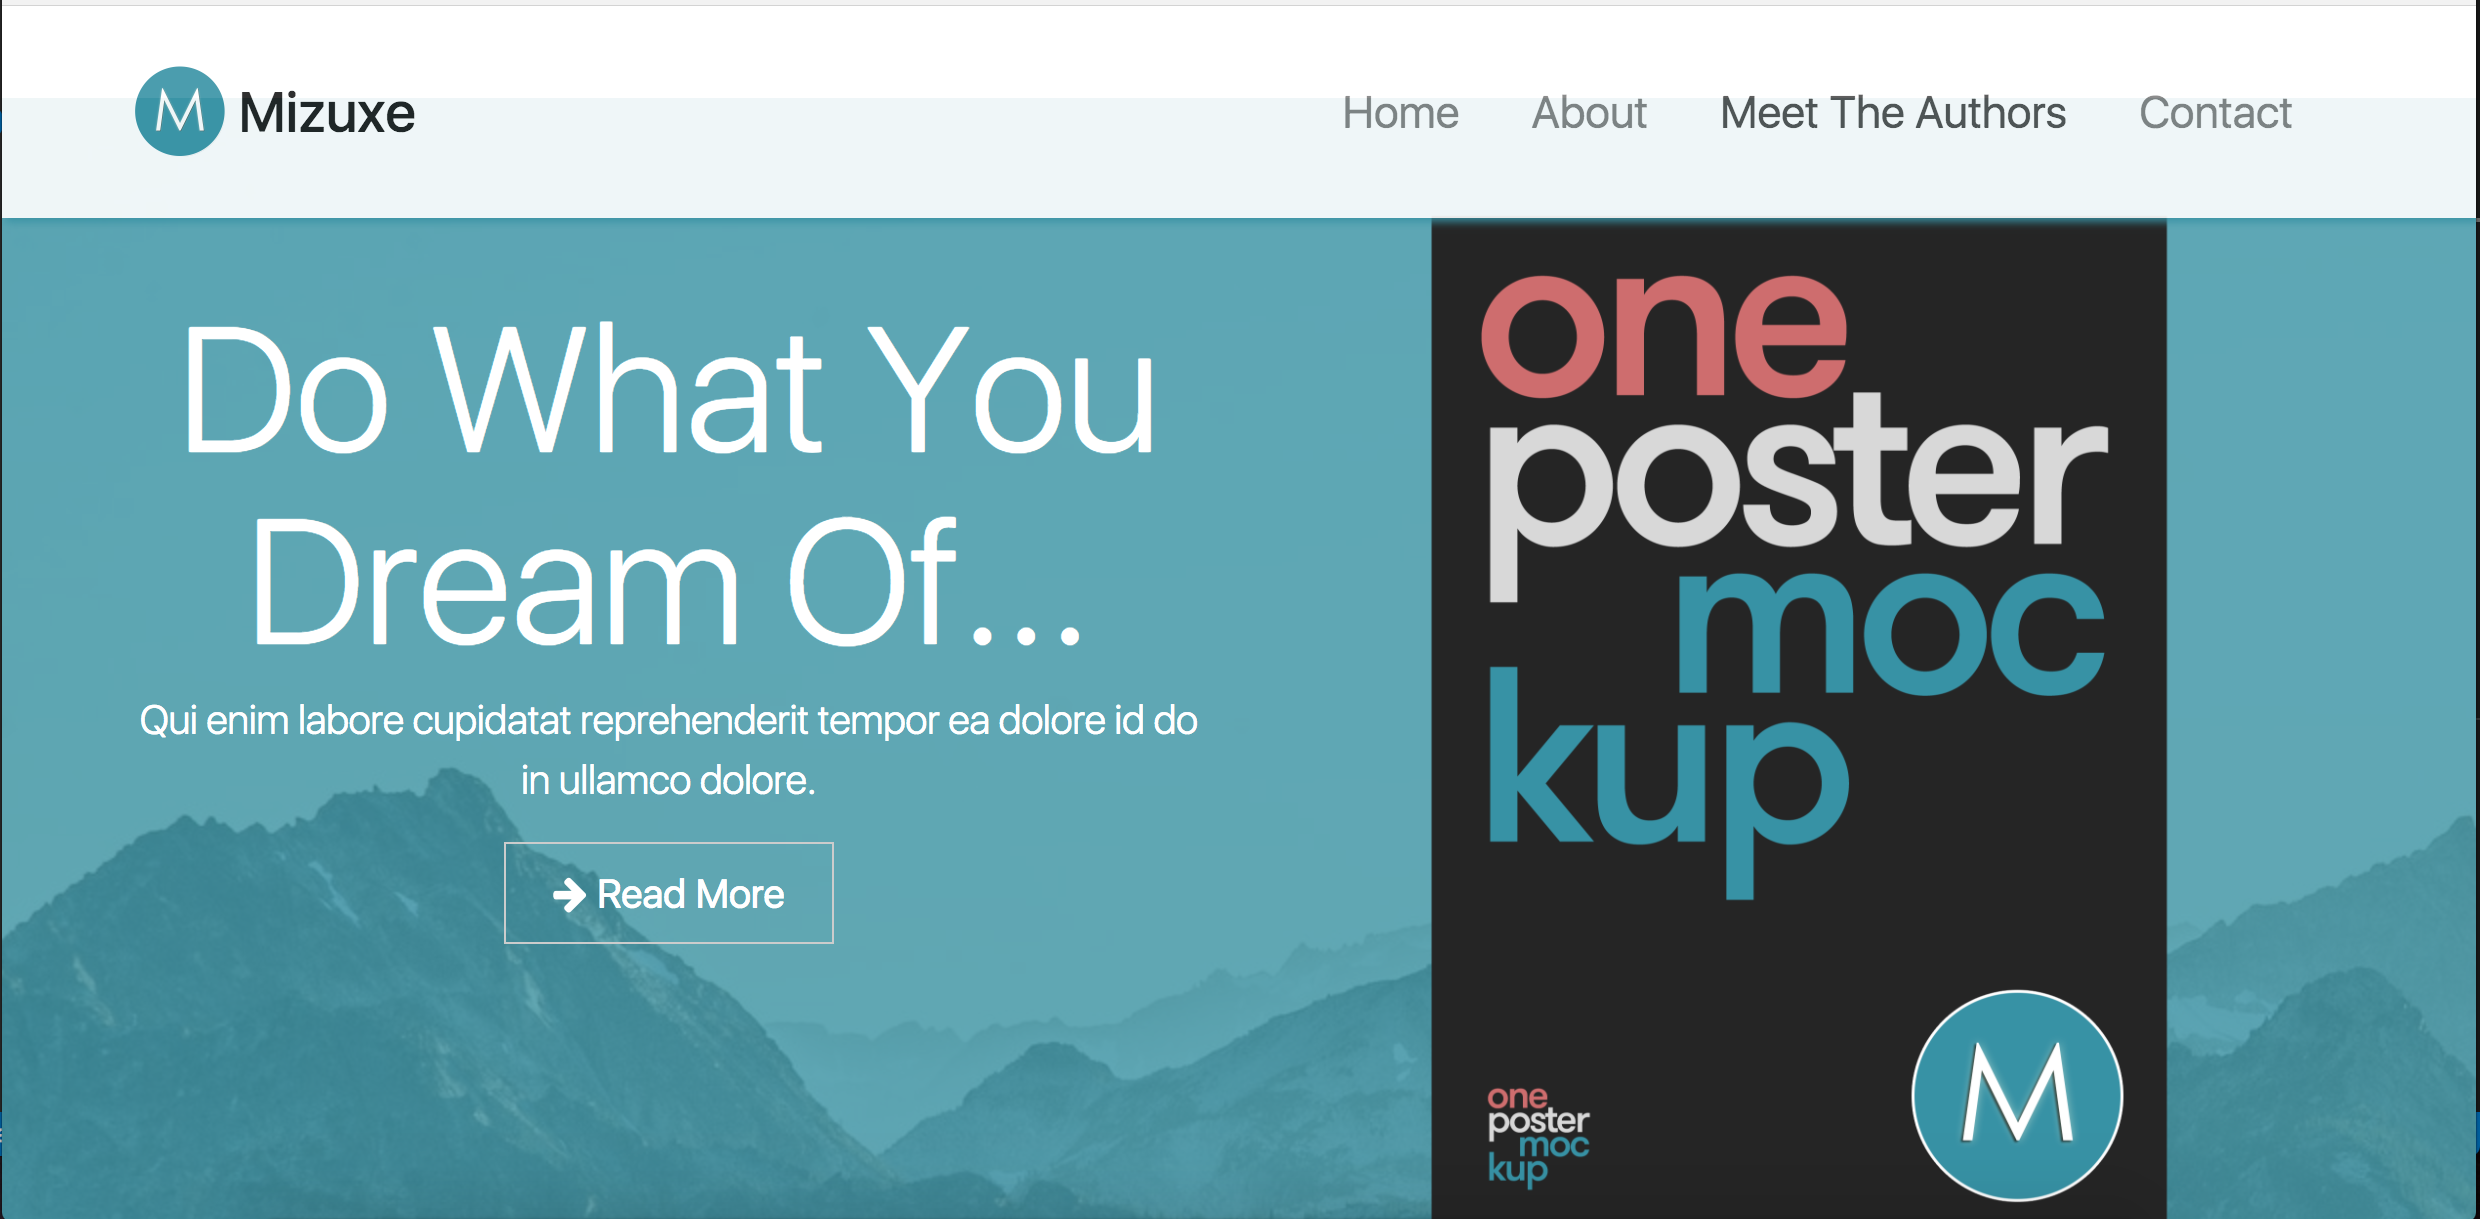 M Mizuxe
Home About Meet The Authors Contact
Do What You
Dream Of...
Qui enim labore cupidatat reprehenderit tempor ea dolore id do
in ullamco dolore.
Read More
one
poster
moc
kup
one
poster
moc
kup
M